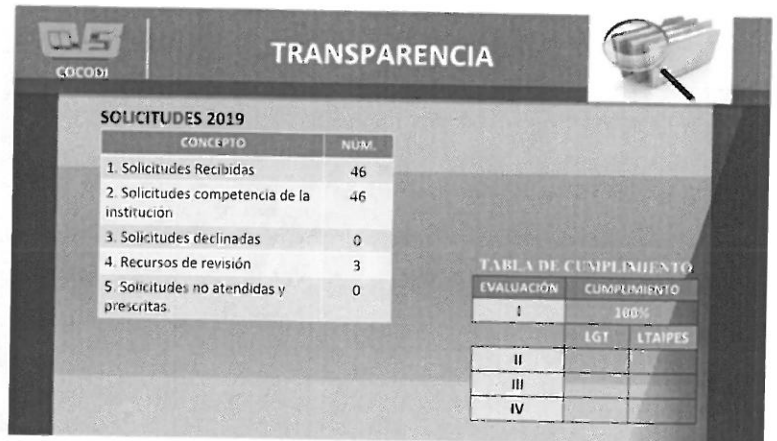 COCODI
TRANSPARENCIA
SOLICITUDES 2019
CONCEPTO NÚM.
1. Solicitudes Recibidas 46
2. Solicitudes competencia de la 46
institución
3. Solicitudes declinadas 0
4. Recursos de revisión 3
5. Solicitudes no atendidas y 0
prescritas.
TABLA DE CUMPLIMIENTO
EVALUACIÓN CUMPLIMIENTO
I 100%
LGT LTAIPES
II
III
IV